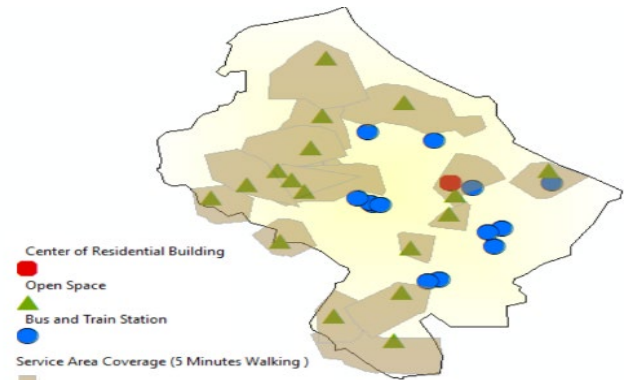 Center of Residential Building
Open Space
Bus and Train Station
Service Area Coverage (5 Minutes Walking )